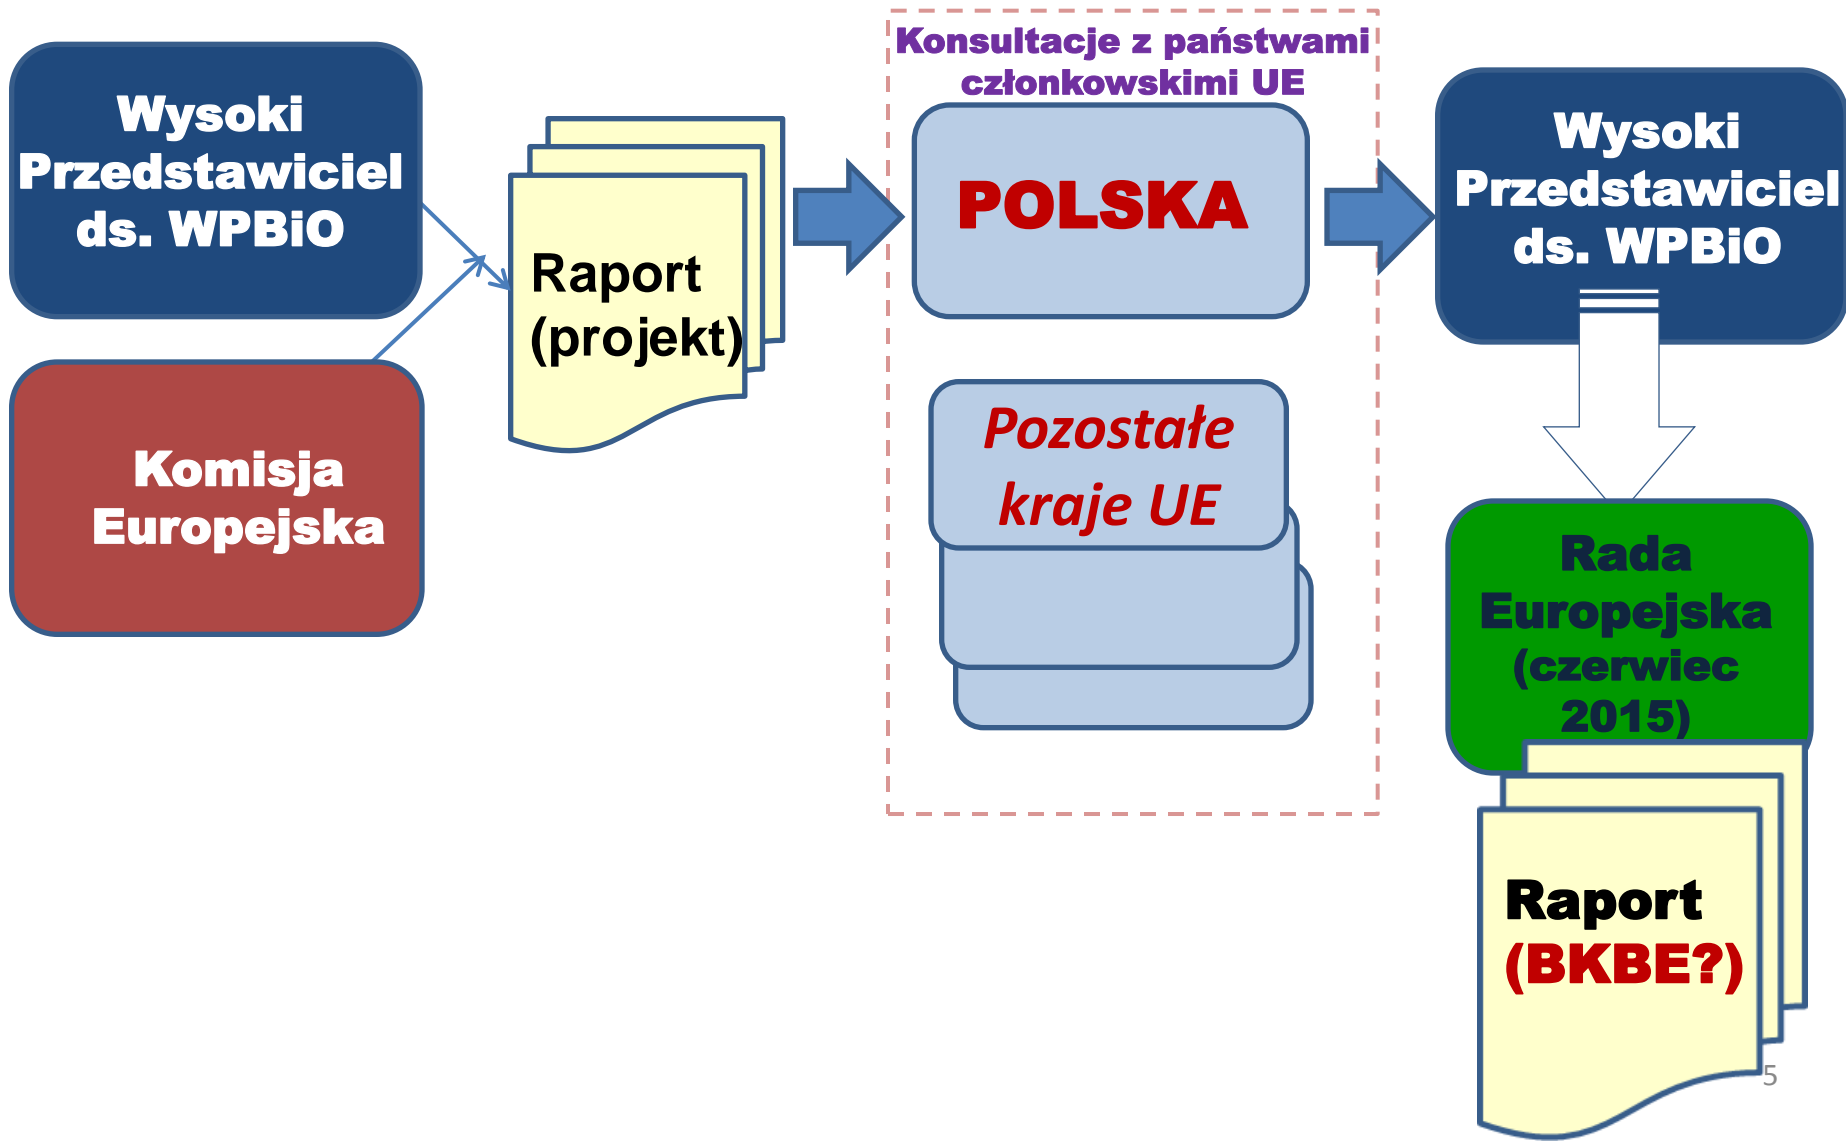 Wysoki
Przedstawiciel
ds. WPBiO
Komisja
Europejska
Raport
(projekt)
Konsultacje z państwami
członkowskimi UE
POLSKA
Pozostałe
kraje UE
Wysoki
Przedstawiciel
ds. WPBiO
Rada
Europejska
(czerwiec
2015)
Raport
(BKBE?)
5